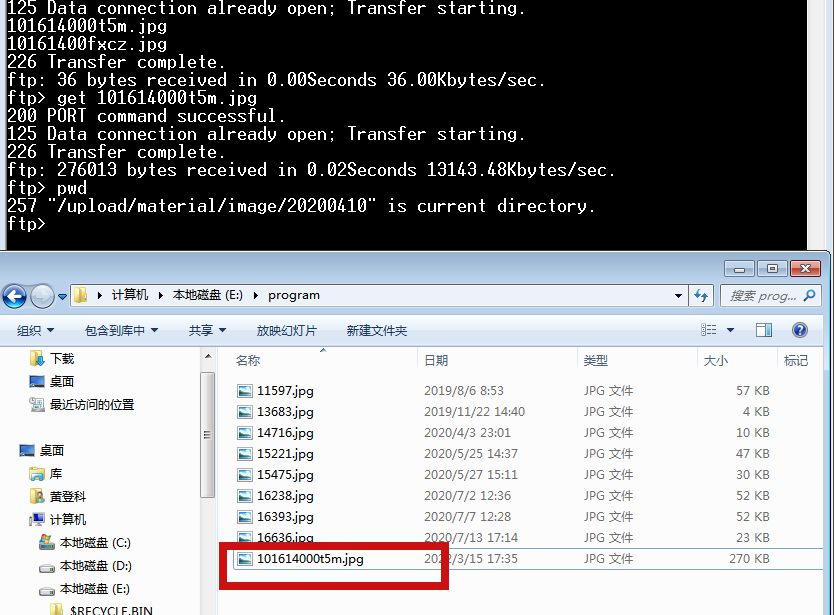 125 Data connection already open; Transfer starting.
101614000t5m.jpg
10161400fxcz.jpg
226 Transfer complete.
ftp: 36 bytes received in 0.00Seconds 36.00Kbytes/sec.
ftp> get 101614000t5m.jpg
200 PORT command successful.
125 Data connection already open; Transfer starting.
226 Transfer complete.
ftp: 276013 bytes received in 0.02Seconds 13143.48Kbytes/sec.
ftp> pwd
257 "/upload/material/image/20200410" is current directory.
ftp>
计算机 本地磁盘 (E:) program 搜索 prog...
组织 包含到库中 共享 放映幻灯片 新建文件夹
下载
桌面
最近访问的位置
桌面
库
黄登科
计算机
本地磁盘 (C:)
本地磁盘 (D:)
本地磁盘 (E:)
$RECYCLE.BIN
名称 日期 类型 大小 标记
11597.jpg 2019/8/6 8:53 JPG 文件 57 KB
13683.jpg 2019/11/22 14:40 JPG 文件 4 KB
14716.jpg 2020/4/3 23:01 JPG 文件 10 KB
15221.jpg 2020/5/25 14:37 JPG 文件 47 KB
15475.jpg 2020/5/27 15:11 JPG 文件 30 KB
16238.jpg 2020/7/2 12:36 JPG 文件 52 KB
16393.jpg 2020/7/7 12:28 JPG 文件 52 KB
16636.jpg 2020/7/13 17:14 JPG 文件 23 KB
101614000t5m.jpg 2022/3/15 17:35 JPG 文件 270 KB